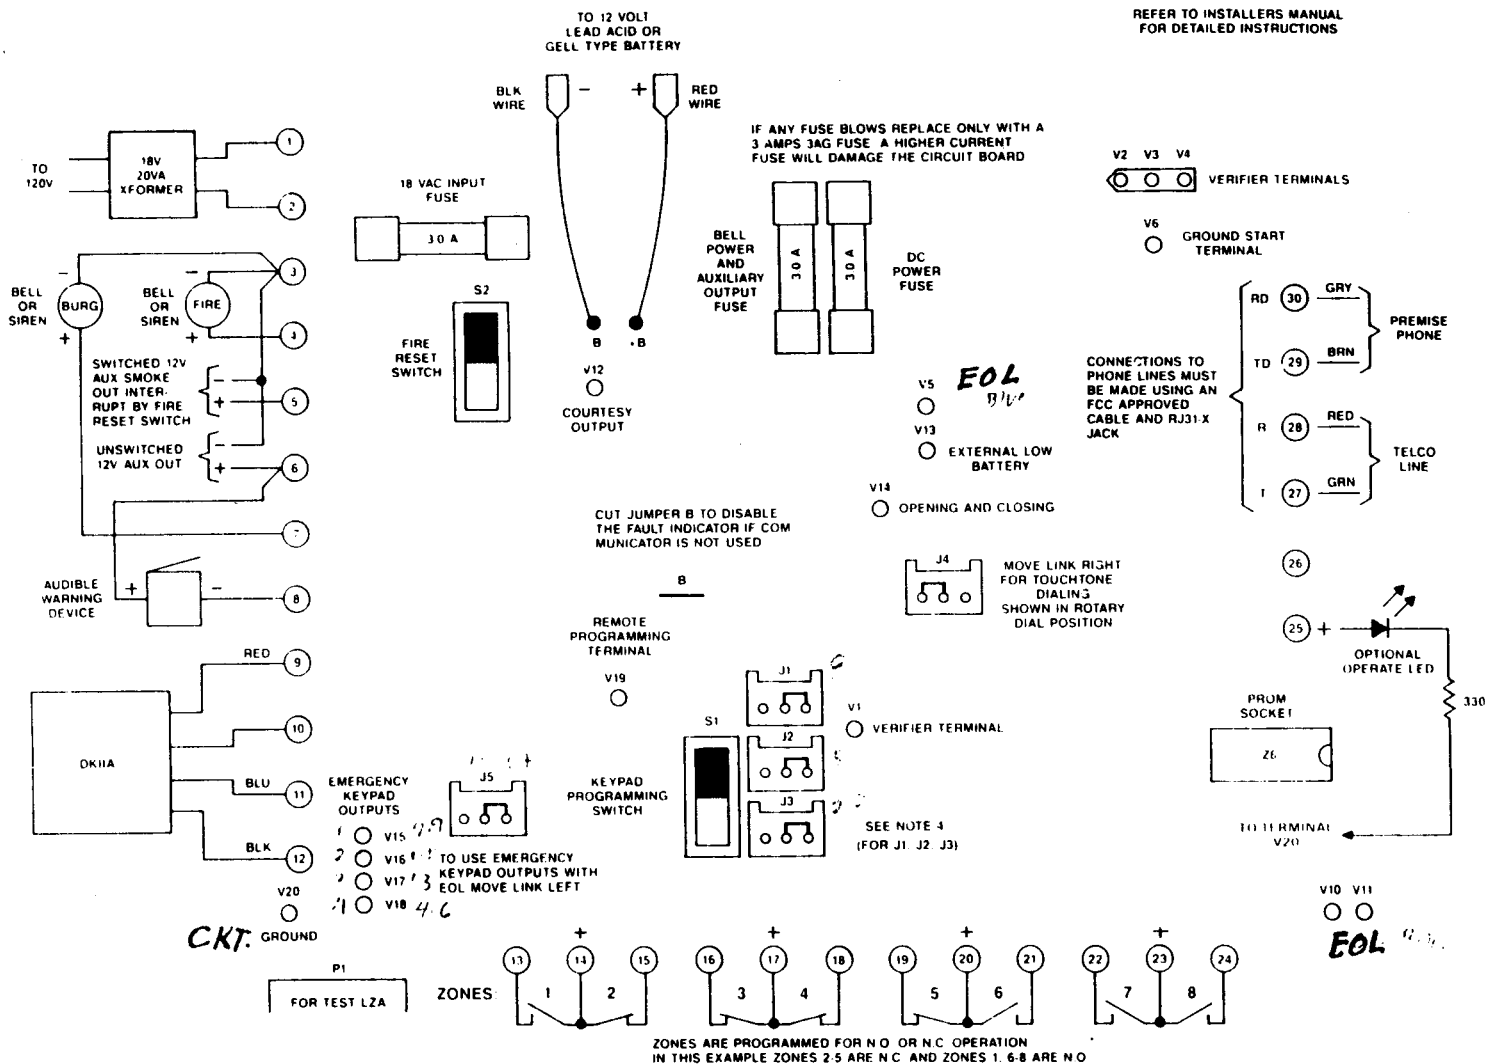 TO 12 VOLT
LEAD ACID OR
GELL TYPE BATTERY
REFER TO INSTALLERS MANUAL
FOR DETAILED INSTRUCTIONS
BLK
WIRE
−
+
RED
WIRE
IF ANY FUSE BLOWS REPLACE ONLY WITH A
3 AMPS 3AG FUSE A HIGHER CURRENT
FUSE WILL DAMAGE THE CIRCUIT BOARD
TO
120V
18V
20VA
XFORMER
1
2
18 VAC INPUT
FUSE
3 0 A
V2 V3 V4
VERIFIER TERMINALS
V6
GROUND START
TERMINAL
BELL
POWER
AND
AUXILIARY
OUTPUT
FUSE
3 0 A
3 0 A
DC
POWER
FUSE
−
BELL
OR
SIREN
BURG
+
−
BELL
OR
SIREN
FIRE
+
3
4
S2
FIRE
RESET
SWITCH
B
+B
V12
COURTESY
OUTPUT
SWITCHED 12V
AUX SMOKE
OUT INTER-
RUPT BY FIRE
RESET SWITCH
−
+
5
UNSWITCHED
12V AUX OUT
−
+
6
7
V5
EOL
V13
EXTERNAL LOW
BATTERY
V14
OPENING AND CLOSING
CONNECTIONS TO
PHONE LINES MUST
BE MADE USING AN
FCC APPROVED
CABLE AND RJ31-X
JACK
RD 30 GRY
TD 29 BRN
PREMISE
PHONE
R 28 RED
T 27 GRN
TELCO
LINE
CUT JUMPER B TO DISABLE
THE FAULT INDICATOR IF COM
MUNICATOR IS NOT USED
B
AUDIBLE
WARNING
DEVICE
+
−
8
J4
MOVE LINK RIGHT
FOR TOUCHTONE
DIALING
SHOWN IN ROTARY
DIAL POSITION
26
25 +
OPTIONAL
OPERATE LED
330
REMOTE
PROGRAMMING
TERMINAL
V19
DK11A
RED
9
10
BLU
11
BLK
12
V20
GROUND
CKT.
EMERGENCY
KEYPAD
OUTPUTS
V15
V16
V17
V18 4.6
J5
TO USE EMERGENCY
KEYPAD OUTPUTS WITH
EOL MOVE LINK LEFT
KEYPAD
PROGRAMMING
SWITCH
S1
J1
J2
J3
V1
VERIFIER TERMINAL
SEE NOTE 4
(FOR J1. J2. J3)
PROM
SOCKET
Z6
TO TERMINAL
V20
V10 V11
EOL
P1
FOR TEST LZA
ZONES:
+ + + +
13 14 15 16 17 18 19 20 21 22 23 24
1 2 3 4 5 6 7 8
ZONES ARE PROGRAMMED FOR N O OR N.C OPERATION
IN THIS EXAMPLE ZONES 2-5 ARE N C AND ZONES 1. 6-8 ARE N O